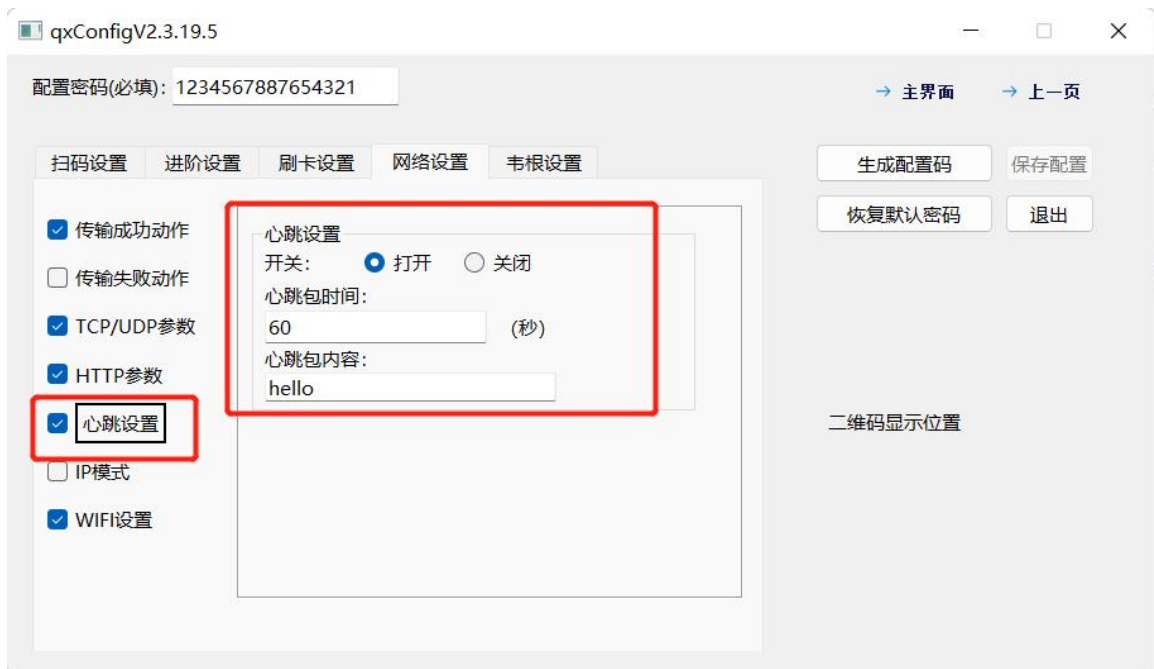 qxConfigV2.3.19.5
配置密码(必填): 1234567887654321
→ 主界面 → 上一页
扫码设置 进阶设置 刷卡设置 网络设置 韦根设置
生成配置码 保存配置
恢复默认密码 退出
传输成功动作
传输失败动作
TCP/UDP参数
HTTP参数
心跳设置
IP模式
WIFI设置
心跳设置
开关: 打开 关闭
心跳包时间:
60 (秒)
心跳包内容:
hello
二维码显示位置